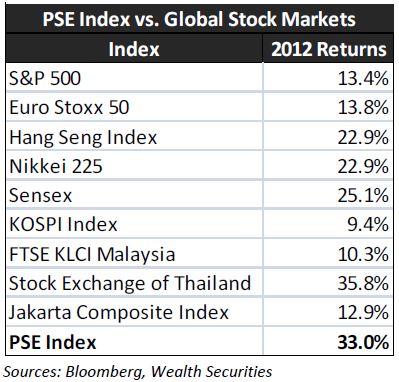 PSE Index vs. Global Stock Markets
Index 2012 Returns
S&P 500 13.4%
Euro Stoxx 50 13.8%
Hang Seng Index 22.9%
Nikkei 225 22.9%
Sensex 25.1%
KOSPI Index 9.4%
FTSE KLCI Malaysia 10.3%
Stock Exchange of Thailand 35.8%
Jakarta Composite Index 12.9%
PSE Index 33.0%
Sources: Bloomberg, Wealth Securities